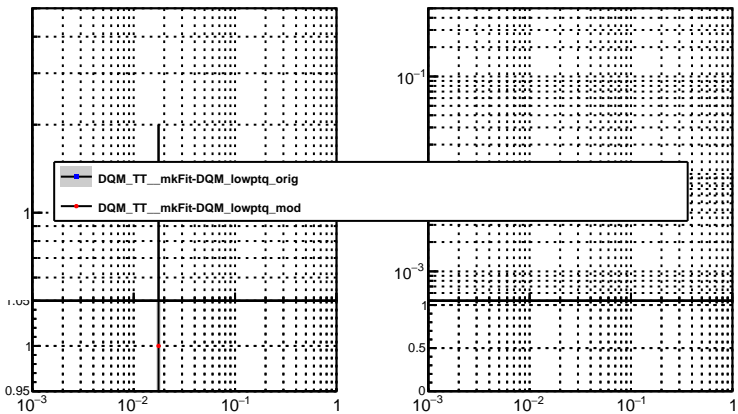 10⁻¹
1
DQM_TT__mkFit-DQM_lowptq_orig
DQM_TT__mkFit-DQM_lowptq_mod
10⁻³
1.05
1
0.95
10⁻³ 10⁻² 10⁻¹ 1
1
0.5
0
10⁻³ 10⁻² 10⁻¹ 1